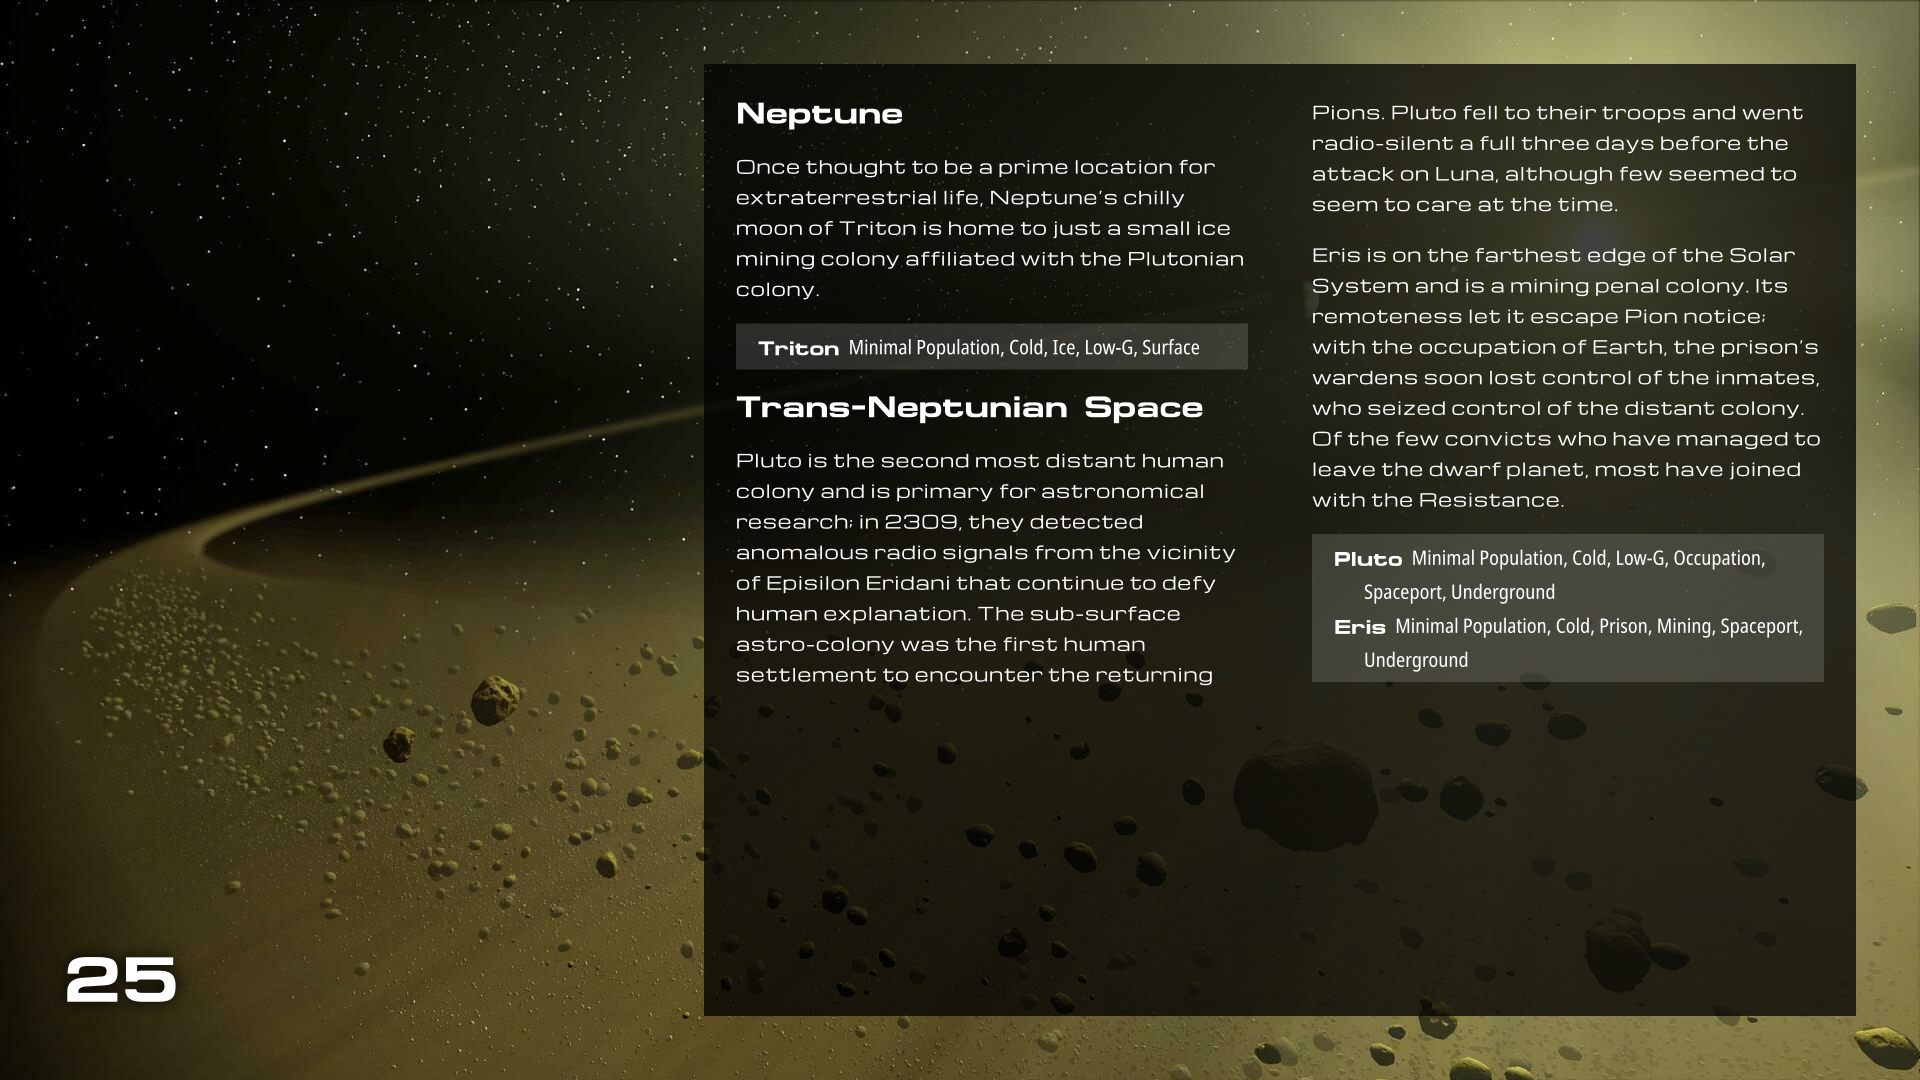 Neptune
Once thought to be a prime location for
extraterrestrial life, Neptune's chilly
moon of Triton is home to just a small ice
mining colony affiliated with the Plutonian
colony.
Triton Minimal Population, Cold, Ice, Low-G, Surface
Trans-Neptunian Space
Pluto is the second most distant human
colony and is primary for astronomical
research; in 2309, they detected
anomalous radio signals from the vicinity
of Episilon Eridani that continue to defy
human explanation. The sub-surface
astro-colony was the first human
settlement to encounter the returning
Pions. Pluto fell to their troops and went
radio-silent a full three days before the
attack on Luna, although few seemed to
seem to care at the time.
Eris is on the farthest edge of the Solar
System and is a mining penal colony. Its
remoteness let it escape Pion notice;
with the occupation of Earth, the prison's
wardens soon lost control of the inmates,
who seized control of the distant colony.
Of the few convicts who have managed to
leave the dwarf planet, most have joined
with the Resistance.
Pluto Minimal Population, Cold, Low-G, Occupation,
Spaceport, Underground
Eris Minimal Population, Cold, Prison, Mining, Spaceport,
Underground
25